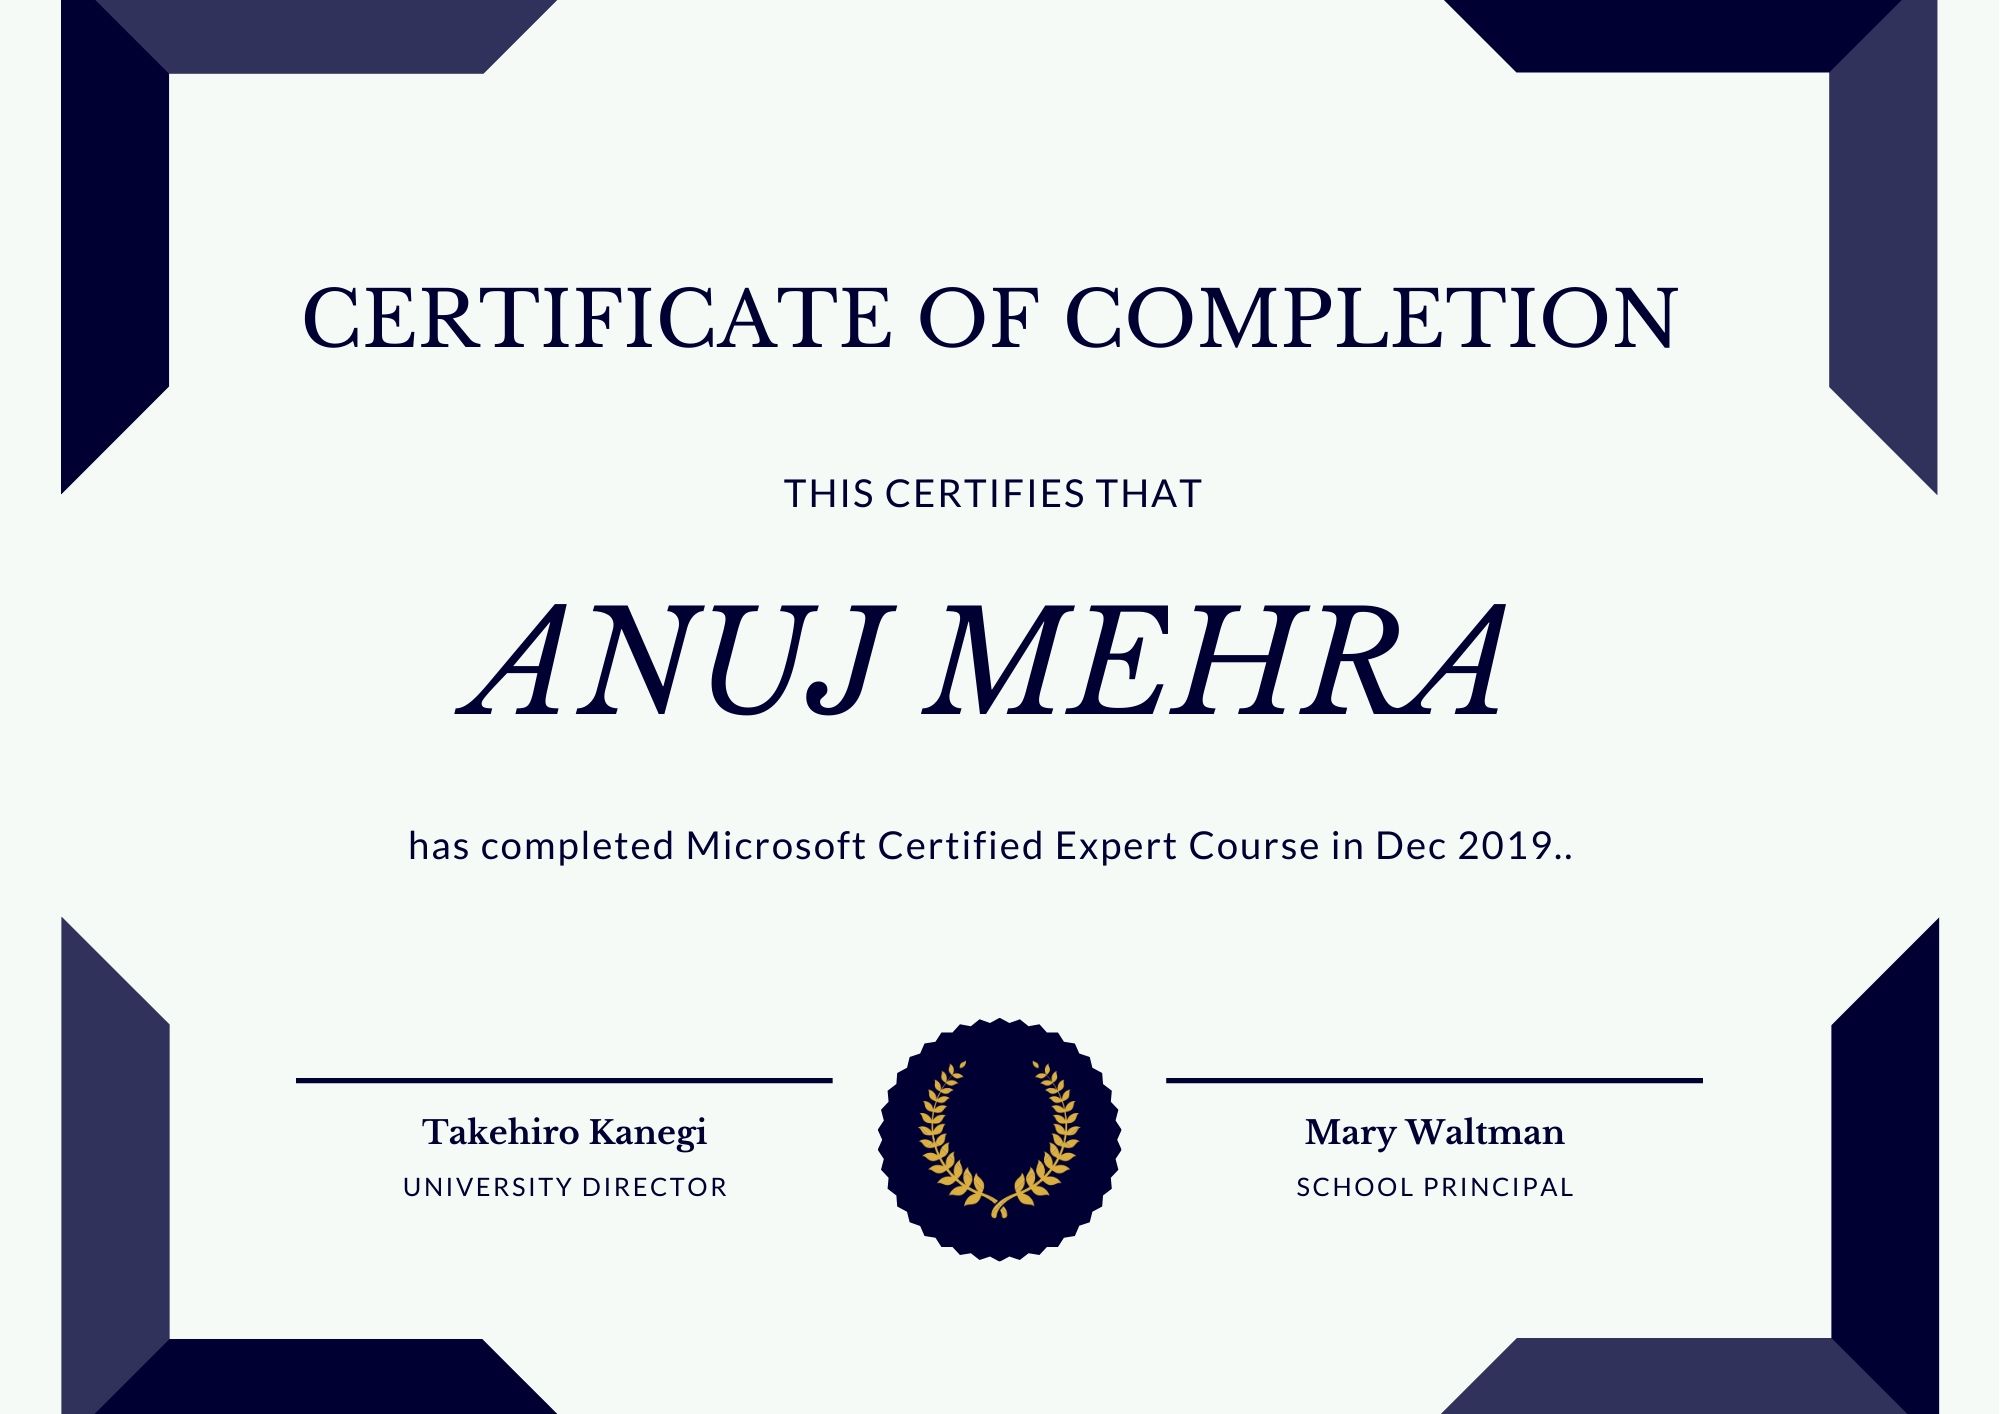 CERTIFICATE OF COMPLETION
THIS CERTIFIES THAT
ANUJ MEHRA
has completed Microsoft Certified Expert Course in Dec 2019..
Takehiro Kanegi
UNIVERSITY DIRECTOR
Mary Waltman
SCHOOL PRINCIPAL